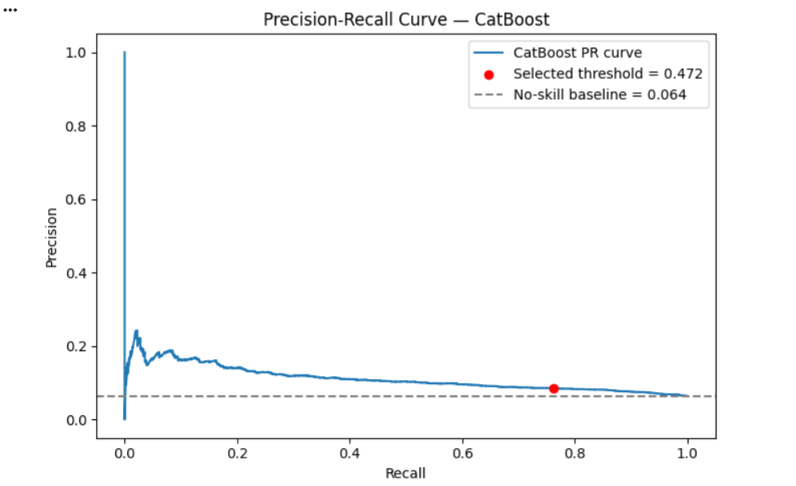 ...
Precision-Recall Curve — CatBoost
CatBoost PR curve
Selected threshold = 0.472
No-skill baseline = 0.064
Precision
1.0
0.8
0.6
0.4
0.2
0.0
0.0 0.2 0.4 0.6 0.8 1.0
Recall